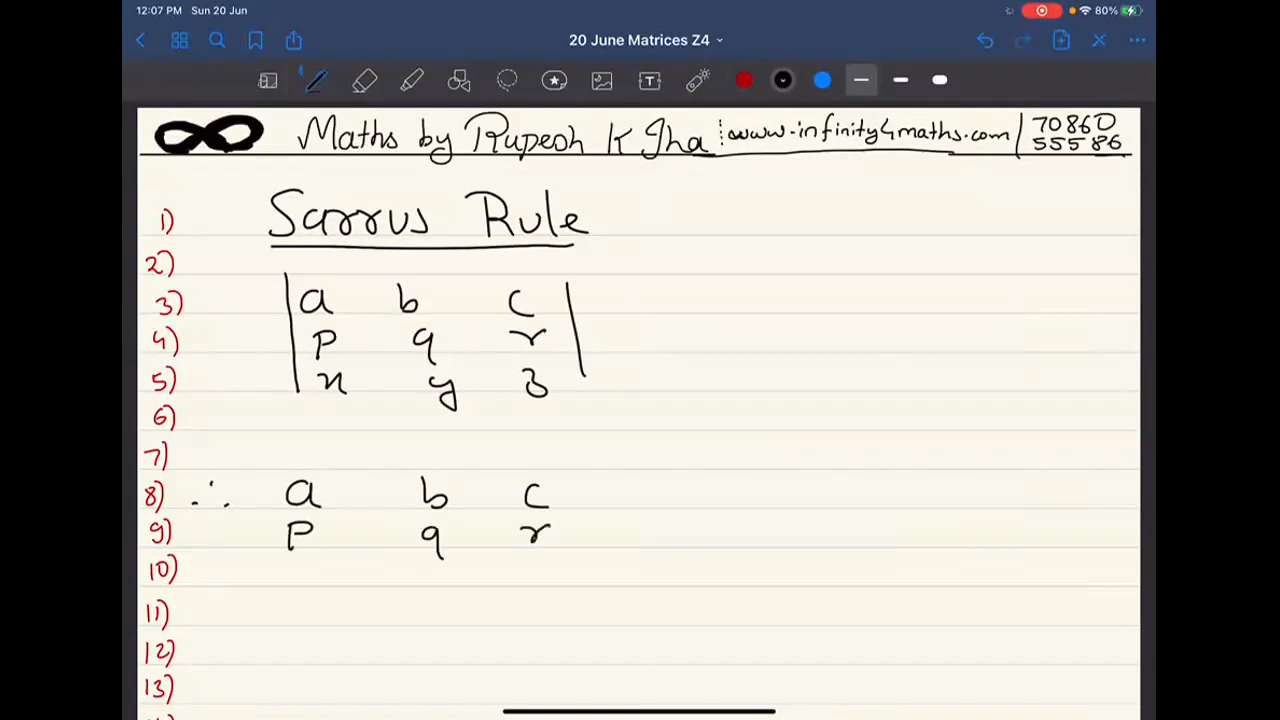 12:07 PM Sun 20 Jun 80%
20 June Matrices Z4
Maths by Rupesh K Jha www.infinity4maths.com 70860 55586
1) Sarrus Rule
2)
3) a b c
4) p q r
5) x y z
6)
7)
8) ∴ a b c
9) p q r
10)
11)
12)
13)